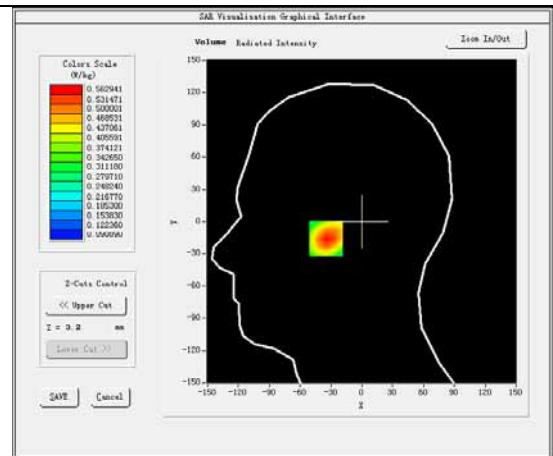 SAR Visualisation Graphical Interface
Volume Radiated Intensity
Zoom In/Out
Colors Scale
(W/kg)
0.562941
0.531471
0.500001
0.468531
0.437061
0.405591
0.374121
0.342650
0.311180
0.279710
0.248240
0.216770
0.185300
0.153830
0.122360
0.090890
Z-Cuts Control
<< Upper Cut
Z = 3.2 mm
Lower Cut >>
SAVE
Cancel
150
120
90
60
30
0
-30
-60
-90
-120
-150
Y
-150 -120 -90 -60 -30 0 30 60 90 120 150
X